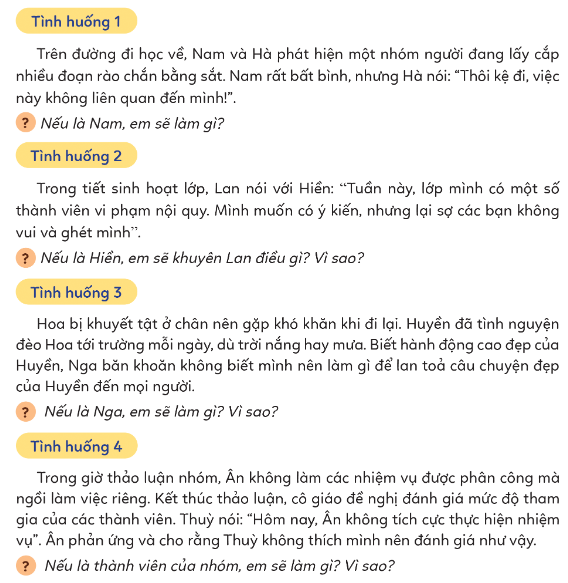 Tình huống 1
Trên đường đi học về, Nam và Hà phát hiện một nhóm người đang lấy cắp
nhiều đoạn rào chắn bằng sắt. Nam rất bất bình, nhưng Hà nói: “Thôi kệ đi, việc
này không liên quan đến mình!”.
? Nếu là Nam, em sẽ làm gì?
Tình huống 2
Trong tiết sinh hoạt lớp, Lan nói với Hiền: “Tuần này, lớp mình có một số
thành viên vi phạm nội quy. Mình muốn có ý kiến, nhưng lại sợ các bạn không
vui và ghét mình”.
? Nếu là Hiền, em sẽ khuyên Lan điều gì? Vì sao?
Tình huống 3
Hoa bị khuyết tật ở chân nên gặp khó khăn khi đi lại. Huyền đã tình nguyện
đèo Hoa tới trường mỗi ngày, dù trời nắng hay mưa. Biết hành động cao đẹp của
Huyền, Nga băn khoăn không biết mình nên làm gì để lan toả câu chuyện đẹp
của Huyền đến mọi người.
? Nếu là Nga, em sẽ làm gì? Vì sao?
Tình huống 4
Trong giờ thảo luận nhóm, Ân không làm các nhiệm vụ được phân công mà
ngồi làm việc riêng. Kết thúc thảo luận, cô giáo đề nghị đánh giá mức độ tham
gia của các thành viên. Thuỳ nói: “Hôm nay, Ân không tích cực thực hiện nhiệm
vụ”. Ân phản ứng và cho rằng Thuỳ không thích mình nên đánh giá như vậy.
? Nếu là thành viên của nhóm, em sẽ làm gì? Vì sao?